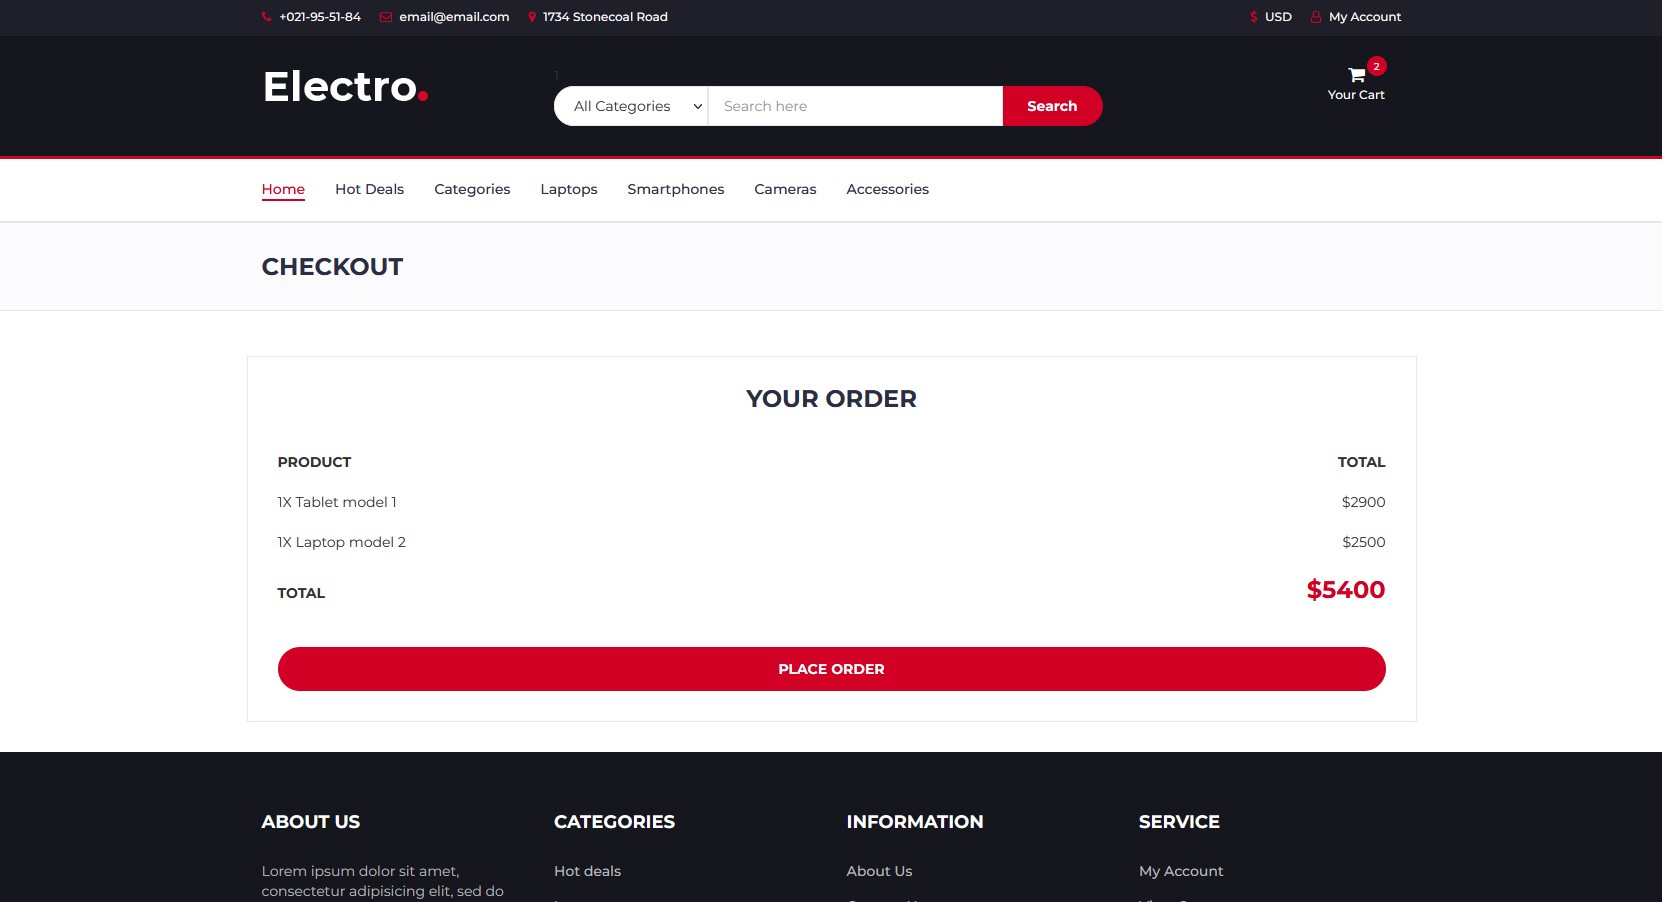 +021-95-51-84 email@email.com 1734 Stonecoal Road $ USD My Account
Electro.
1
All Categories Search here Search
2
Your Cart
Home Hot Deals Categories Laptops Smartphones Cameras Accessories
CHECKOUT
YOUR ORDER
PRODUCT TOTAL
1X Tablet model 1 $2900
1X Laptop model 2 $2500
TOTAL $5400
PLACE ORDER
ABOUT US CATEGORIES INFORMATION SERVICE
Lorem ipsum dolor sit amet, Hot deals About Us My Account
consectetur adipisicing elit, sed do